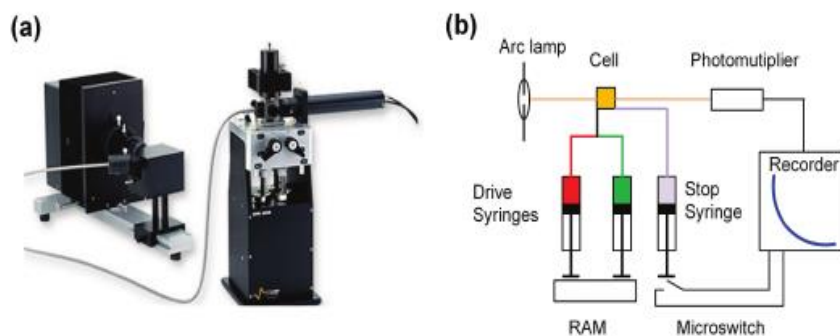 (a)
(b)
Arc lamp
Cell
Photomutiplier
Recorder
Drive
Syringes
Stop
Syringe
RAM
Microswitch